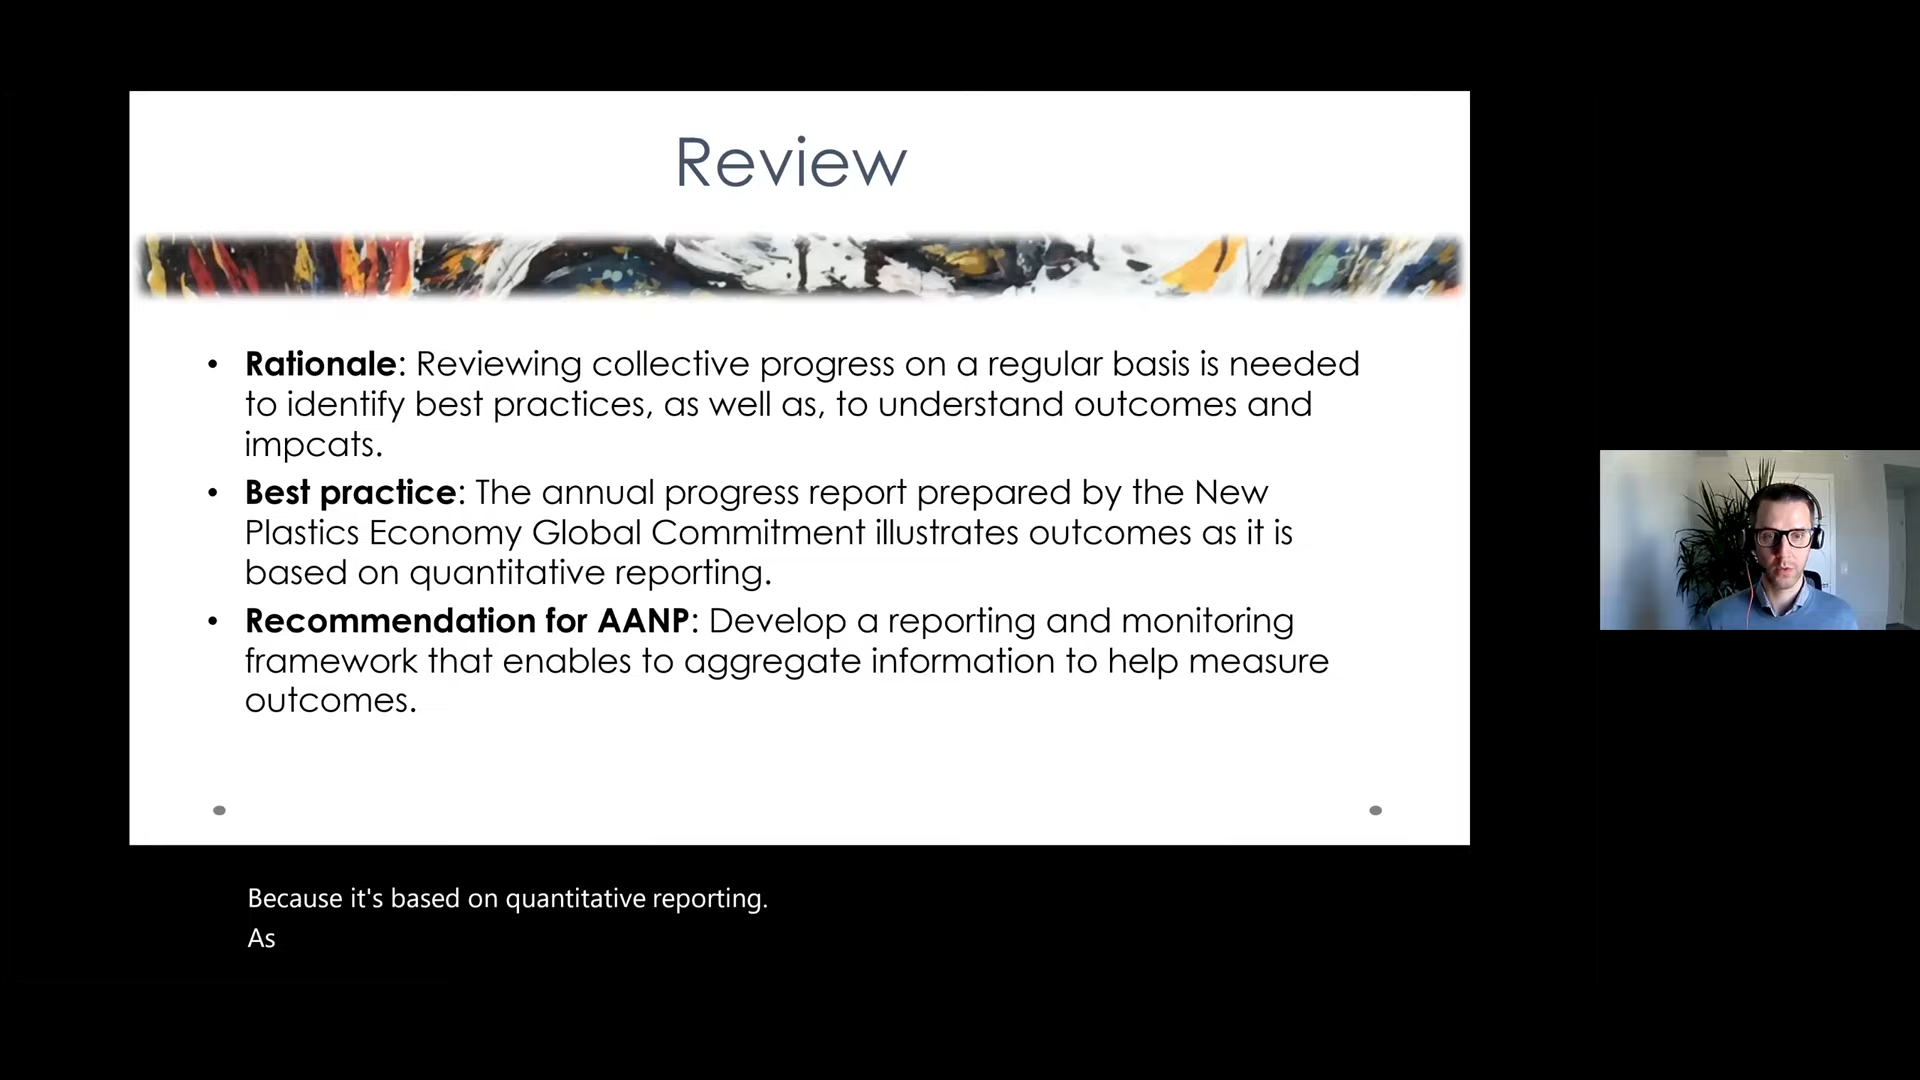 Review
• Rationale: Reviewing collective progress on a regular basis is needed
to identify best practices, as well as, to understand outcomes and
impcats.
• Best practice: The annual progress report prepared by the New
Plastics Economy Global Commitment illustrates outcomes as it is
based on quantitative reporting.
• Recommendation for AANP: Develop a reporting and monitoring
framework that enables to aggregate information to help measure
outcomes.
Because it's based on quantitative reporting.
As